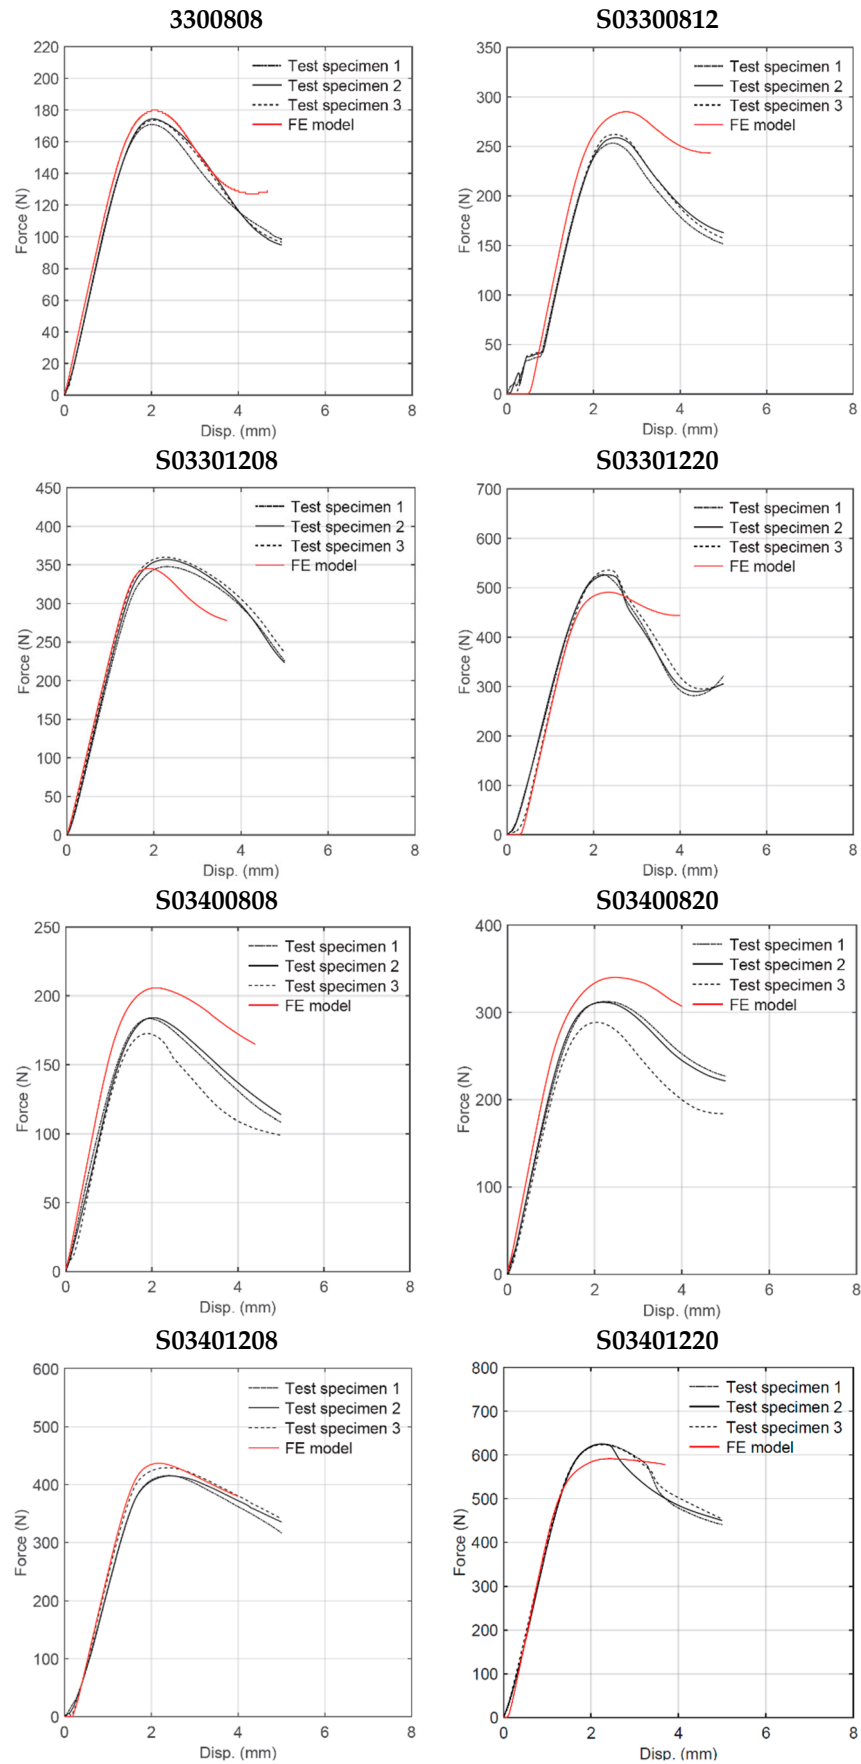 3300808
220
200
180
160
140
120
100
80
60
40
20
0
Force (N)
Test specimen 1
Test specimen 2
Test specimen 3
FE model
0 2 4 6 8
Disp. (mm)
S03300812
350
300
250
200
150
100
50
0
Force (N)
Test specimen 1
Test specimen 2
Test specimen 3
FE model
0 2 4 6 8
Disp. (mm)
S03301208
450
400
350
300
250
200
150
100
50
0
Force (N)
Test specimen 1
Test specimen 2
Test specimen 3
FE model
0 2 4 6 8
Disp. (mm)
S03301220
700
600
500
400
300
200
100
0
Force (N)
Test specimen 1
Test specimen 2
Test specimen 3
FE model
0 2 4 6 8
Disp. (mm)
S03400808
250
200
150
100
50
0
Force (N)
Test specimen 1
Test specimen 2
Test specimen 3
FE model
0 2 4 6 8
Disp. (mm)
S03400820
400
300
200
100
0
Force (N)
Test specimen 1
Test specimen 2
Test specimen 3
FE model
0 2 4 6 8
Disp. (mm)
S03401208
600
500
400
300
200
100
0
Force (N)
Test specimen 1
Test specimen 2
Test specimen 3
FE model
0 2 4 6 8
Disp. (mm)
S03401220
800
700
600
500
400
300
200
100
0
Force (N)
Test specimen 1
Test specimen 2
Test specimen 3
FE model
0 2 4 6 8
Disp. (mm)